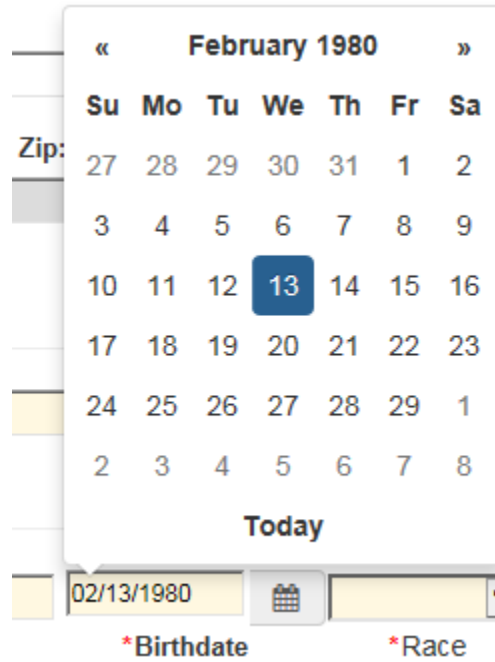 « February 1980 »
Su Mo Tu We Th Fr Sa
Zip:
27 28 29 30 31 1 2
3 4 5 6 7 8 9
10 11 12 13 14 15 16
17 18 19 20 21 22 23
24 25 26 27 28 29 1
2 3 4 5 6 7 8
Today
02/13/1980
*Birthdate *Race